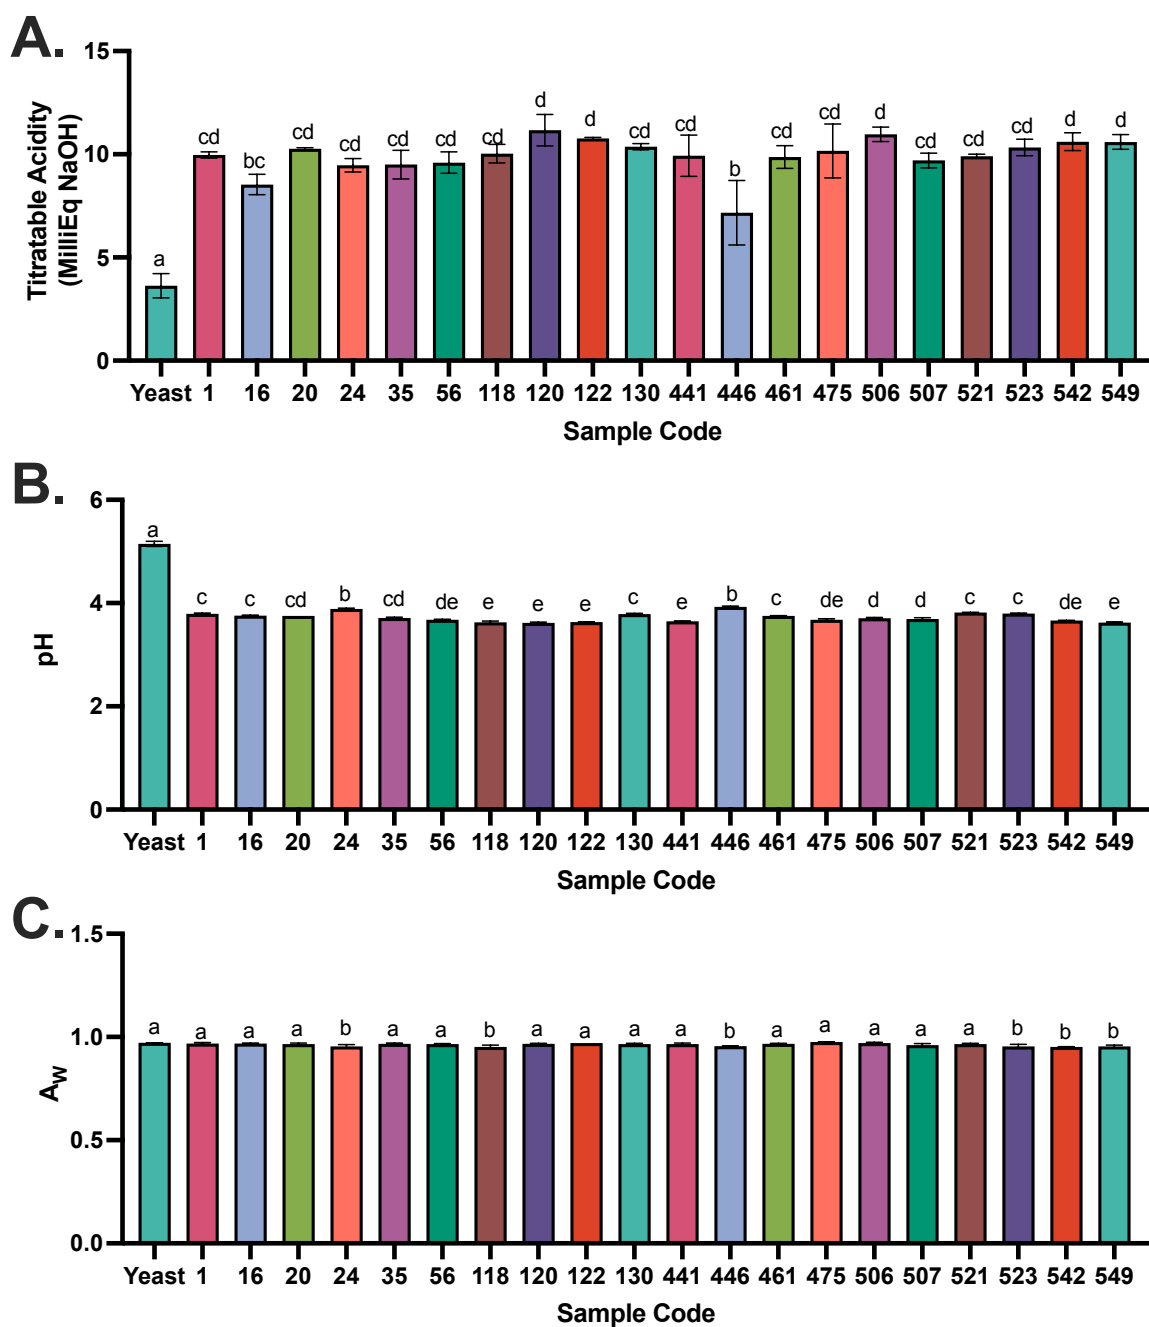 A.
15
10
5
0
Titratable Acidity
(MilliEq NaOH)
a cd bc cd cd cd cd cd d d cd cd b cd cd d cd cd cd d d
Yeast 1 16 20 24 35 56 118 120 122 130 441 446 461 475 506 507 521 523 542 549
Sample Code
B.
6
4
2
0
pH
a c c cd b cd de e e e c e b c de d d c c de e
Yeast 1 16 20 24 35 56 118 120 122 130 441 446 461 475 506 507 521 523 542 549
Sample Code
C.
1.5
1.0
0.5
0.0
Aw
a a a a b a a b a a a a b a a a a a b b b
Yeast 1 16 20 24 35 56 118 120 122 130 441 446 461 475 506 507 521 523 542 549
Sample Code